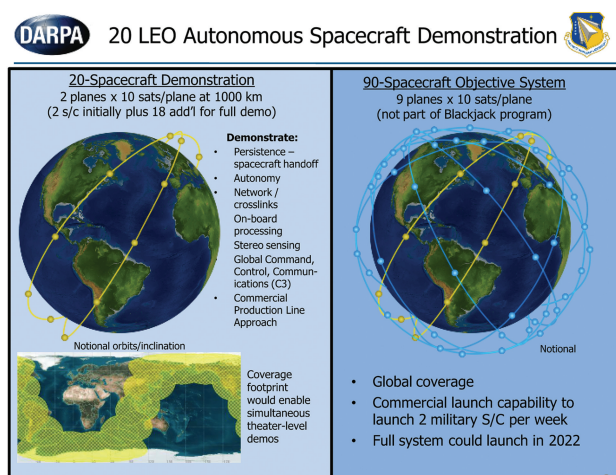 DARPA
20 LEO Autonomous Spacecraft Demonstration
20-Spacecraft Demonstration
2 planes x 10 sats/plane at 1000 km
(2 s/c initially plus 18 add'l for full demo)
Demonstrate:
• Persistence –
spacecraft handoff
• Autonomy
• Network /
crosslinks
On-board
processing
Stereo sensing
Global Command,
Control, Commun-
ications (C3)
• Commercial
Production Line
Approach
Notional orbits/inclination
Coverage
footprint
would enable
simultaneous
theater-level
demos
90-Spacecraft Objective System
9 planes x 10 sats/plane
(not part of Blackjack program)
Notional
• Global coverage
• Commercial launch capability to
launch 2 military S/C per week
• Full system could launch in 2022